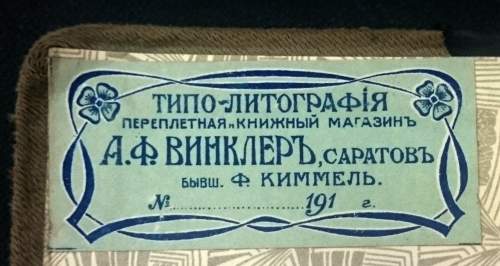 ТИПО-ЛИТОГРАФІЯ
ПЕРЕПЛЕТНАЯ и КНИЖНЫЙ МАГАЗИНЪ
А.Ф. ВИНКЛЕРЪ, САРАТОВЪ
БЫВШ. Ф. КИММЕЛЬ.
№ .................... 191 г.